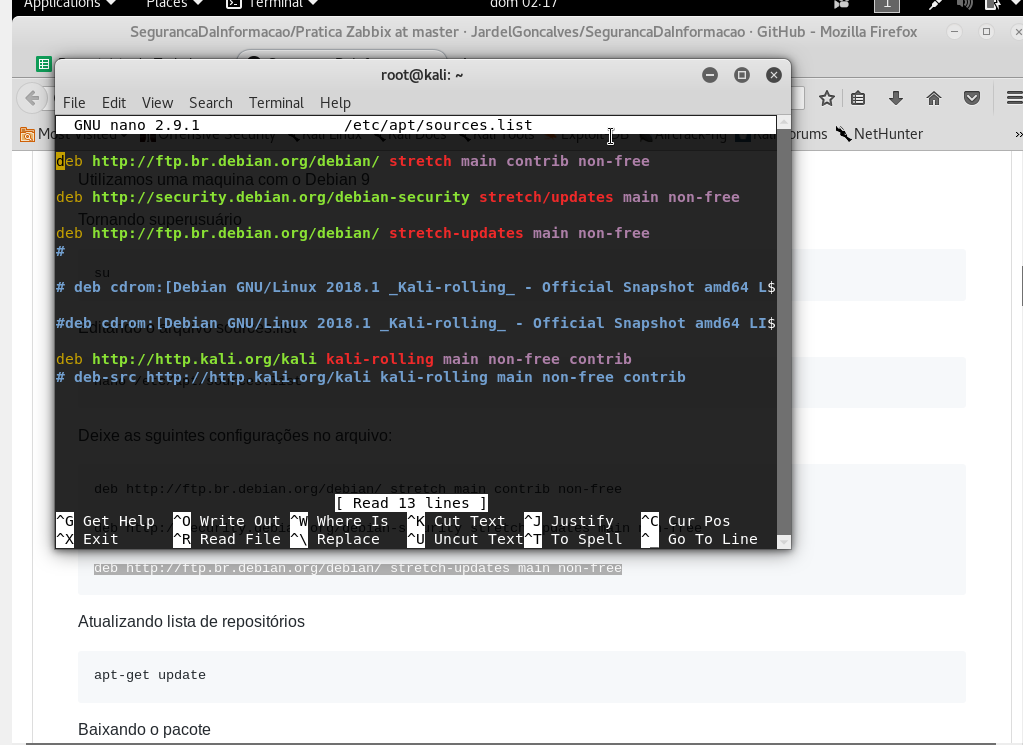 Applications Places Terminal dom 02:17 1
SegurancaDaInformacao/Pratica Zabbix at master · JardelGoncalves/SegurancaDaInformacao · GitHub - Mozilla Firefox
root@kali: ~
File Edit View Search Terminal Help
GNU nano 2.9.1 /etc/apt/sources.list
NetHunter
deb http://ftp.br.debian.org/debian/ stretch main contrib non-free
Utilizamos uma maquina com o Debian 9
deb http://security.debian.org/debian-security stretch/updates main non-free
Tornando superusuário
deb http://ftp.br.debian.org/debian/ stretch-updates main non-free
#
su
# deb cdrom:[Debian GNU/Linux 2018.1 _Kali-rolling_ - Official Snapshot amd64 L$
#deb cdrom:[Debian GNU/Linux 2018.1 _Kali-rolling_ - Official Snapshot amd64 LI$
deb http://http.kali.org/kali kali-rolling main non-free contrib
# deb-src http://http.kali.org/kali kali-rolling main non-free contrib
Deixe as sguintes configurações no arquivo:
deb http://ftp.br.debian.org/debian/ stretch main contrib non-free
[ Read 13 lines ]
^G Get Help ^O Write Out ^W Where Is ^K Cut Text ^J Justify ^C Cur Pos
^X Exit ^R Read File ^\ Replace ^U Uncut Text ^T To Spell ^_ Go To Line
deb http://ftp.br.debian.org/debian/ stretch-updates main non-free
Atualizando lista de repositórios
apt-get update
Baixando o pacote